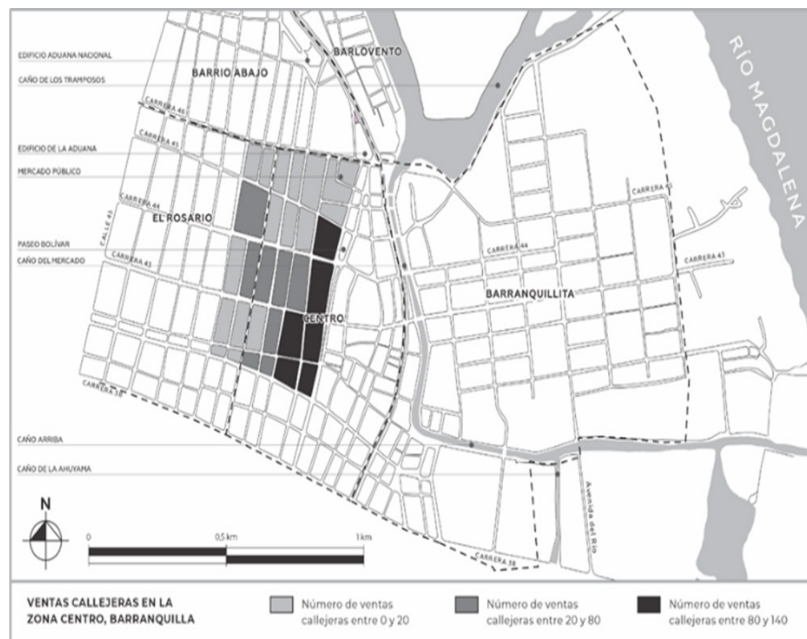 EDIFICIO ADUANA NACIONAL
BARLOVENTO
BARRIO ABAJO
CAÑO DE LOS TRAMPOSOS
RÍO MAGDALENA
CARRERA 46
CARRERA 45
EDIFICIO DE LA ADUANA
MERCADO PÚBLICO
CARRERA 44
EL ROSARIO
CALLE 45
PASEO BOLÍVAR
CARRERA 44
CAÑO DEL MERCADO
CARRERA 43
CARRERA 43
BARRANQUILLITA
CENTRO
CARRERA 38
CAÑO ARRIBA
CAÑO DE LA AHUYAMA
Avenida del Río
N
0
0,5 km
1 km
CARRERA 38
VENTAS CALLEJERAS EN LA
ZONA CENTRO, BARRANQUILLA
Número de ventas
callejeras entre 0 y 20
Número de ventas
callejeras entre 20 y 80
Número de ventas
callejeras entre 80 y 140